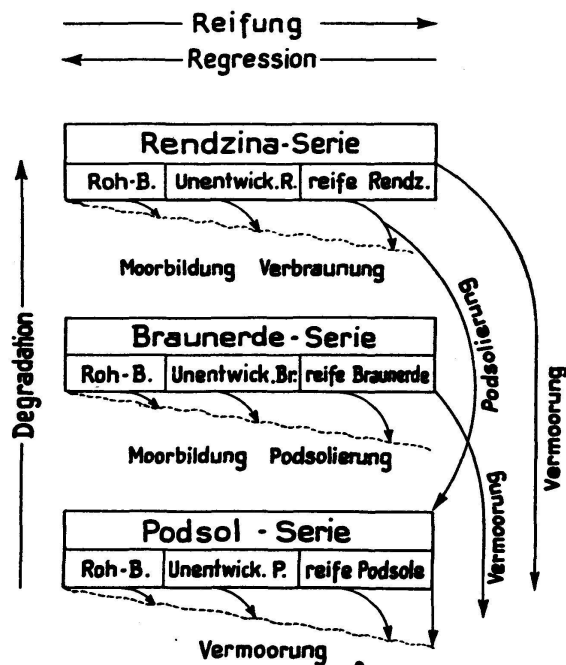 Reifung
Regression
Rendzina-Serie
Roh-B. Unentwick.R. reife Rendz.
Moorbildung Verbraunung
Degradation
Podsolierung
Vermoorung
Braunerde-Serie
Roh-B. Unentwick.Br. reife Braunerde
Moorbildung Podsolierung
Vermoorung
Podsol - Serie
Roh-B. Unentwick. P. reife Podsole
Vermoorung